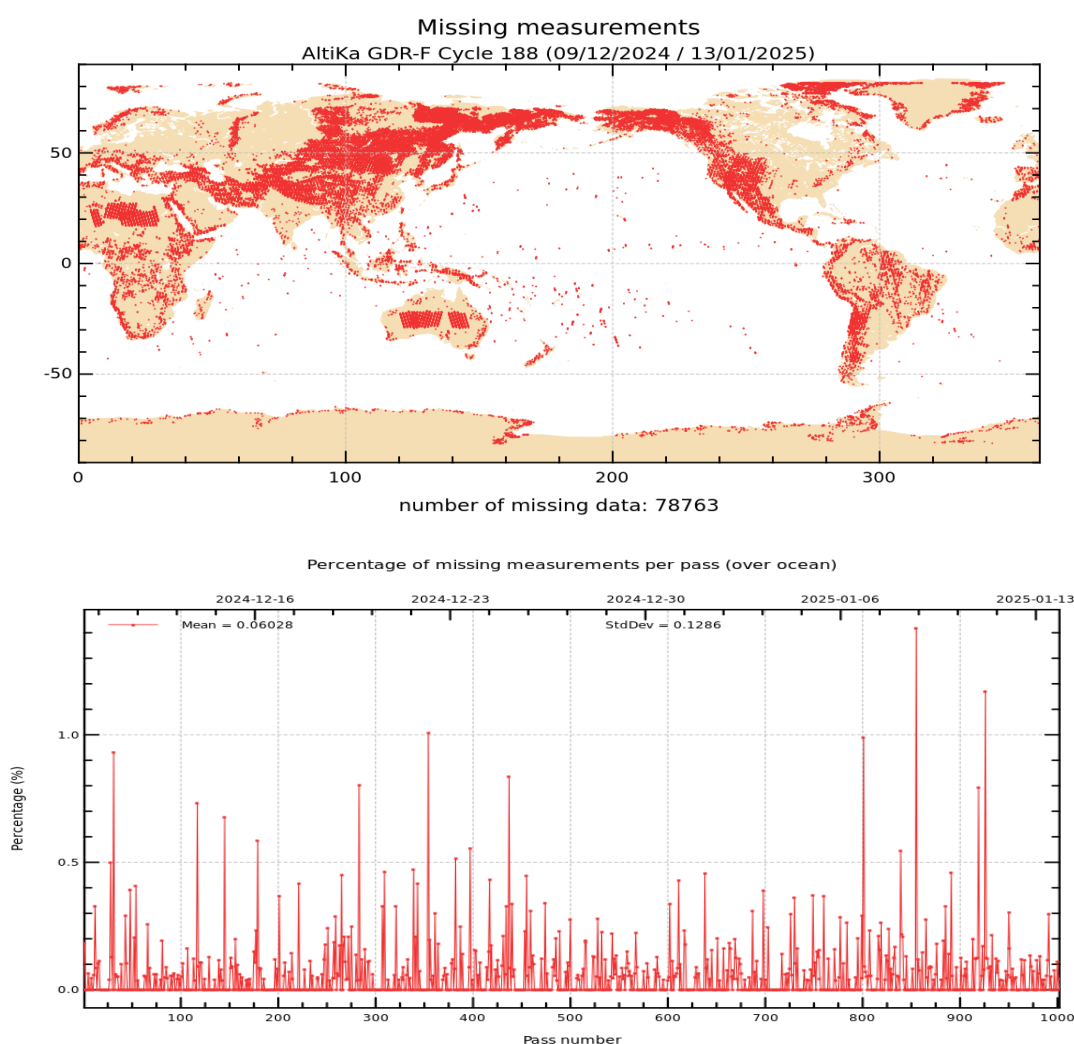 Missing measurements
AltiKa GDR-F Cycle 188 (09/12/2024 / 13/01/2025)
50
0
-50
0 100 200 300
number of missing data: 78763
Percentage of missing measurements per pass (over ocean)
2024-12-16 2024-12-23 2024-12-30 2025-01-06 2025-01-13
Mean = 0.06028 StdDev = 0.1286
1.0
Percentage (%)
0.5
0.0
100 200 300 400 500 600 700 800 900 1000
Pass number